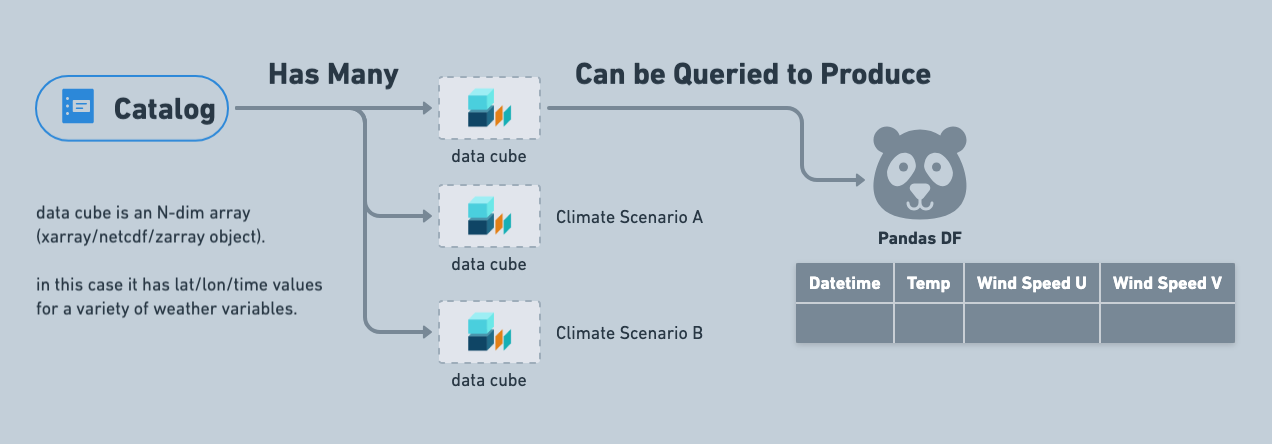 Has Many
Can be Queried to Produce
Catalog
data cube
data cube is an N-dim array
(xarray/netcdf/zarray object).
in this case it has lat/lon/time values
for a variety of weather variables.
Climate Scenario A
data cube
Climate Scenario B
data cube
Pandas DF
Datetime Temp Wind Speed U Wind Speed V